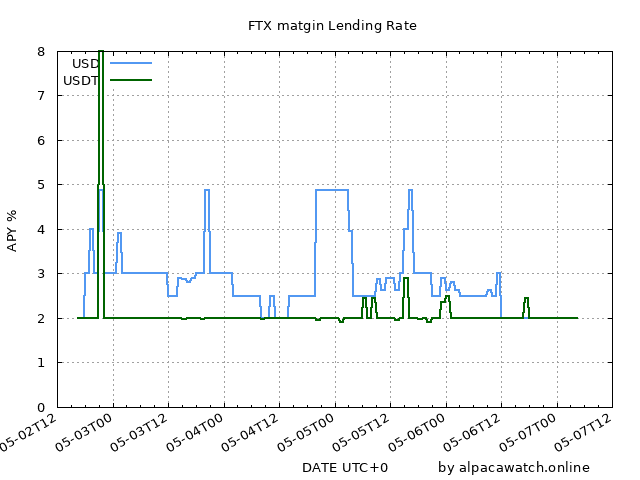 FTX matgin Lending Rate
8
7
6
5
4
3
2
1
0
APY %
USD
USDT
05-02T12
05-03T00
05-03T12
05-04T00
05-04T12
05-05T00
05-05T12
05-06T00
05-06T12
05-07T00
05-07T12
DATE UTC+0
by alpacawatch.online